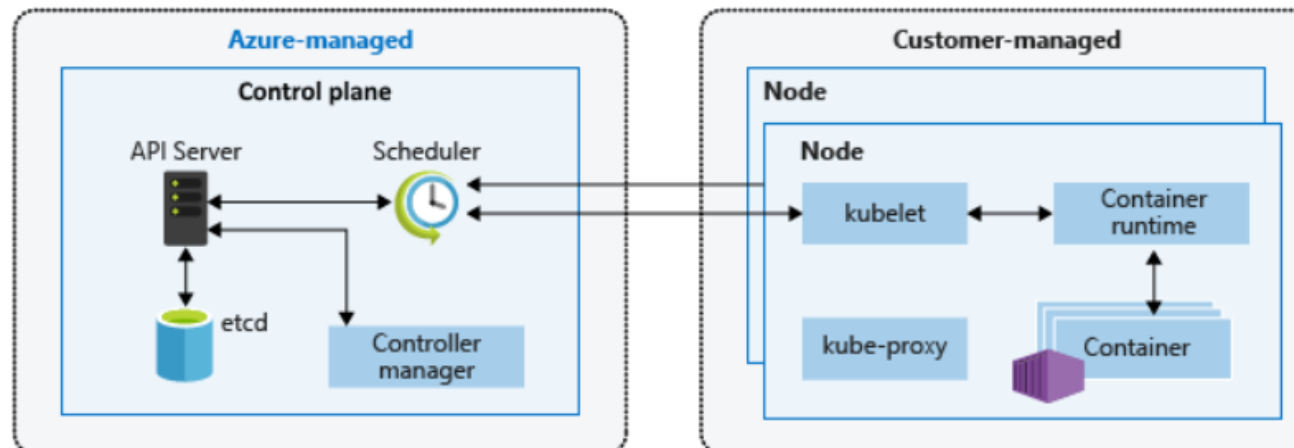 Azure-managed
Control plane
API Server
Scheduler
etcd
Controller
manager
Customer-managed
Node
Node
kubelet
Container
runtime
kube-proxy
Container